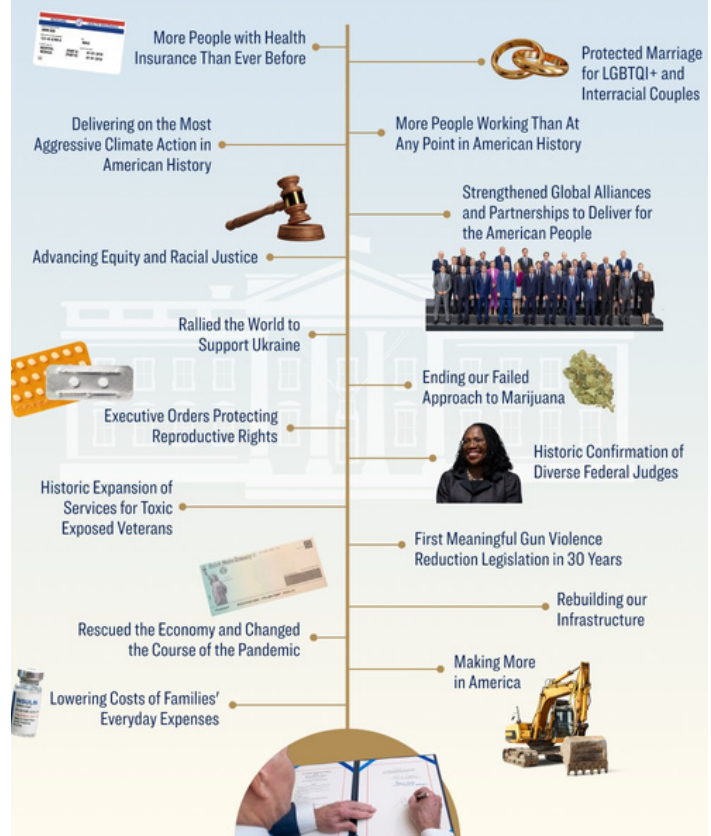 More People with Health
Insurance Than Ever Before
Protected Marriage
for LGBTQI+ and
Interracial Couples
Delivering on the Most
Aggressive Climate Action in
American History
More People Working Than At
Any Point in American History
Strengthened Global Alliances
and Partnerships to Deliver for
the American People
Advancing Equity and Racial Justice
Rallied the World to
Support Ukraine
Ending our Failed
Approach to Marijuana
Executive Orders Protecting
Reproductive Rights
Historic Confirmation of
Diverse Federal Judges
Historic Expansion of
Services for Toxic
Exposed Veterans
First Meaningful Gun Violence
Reduction Legislation in 30 Years
Rebuilding our
Infrastructure
Rescued the Economy and Changed
the Course of the Pandemic
Making More
in America
INSULIN
Lowering Costs of Families'
Everyday Expenses